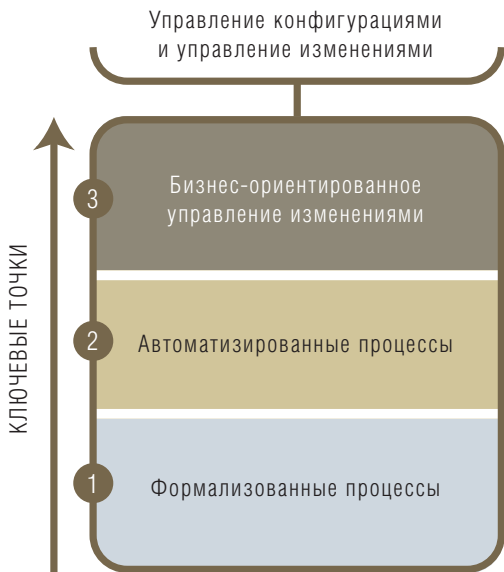 Управление конфигурациями
и управление изменениями
КЛЮЧЕВЫЕ ТОЧКИ
3
Бизнес-ориентированное
управление изменениями
2
Автоматизированные процессы
1
Формализованные процессы